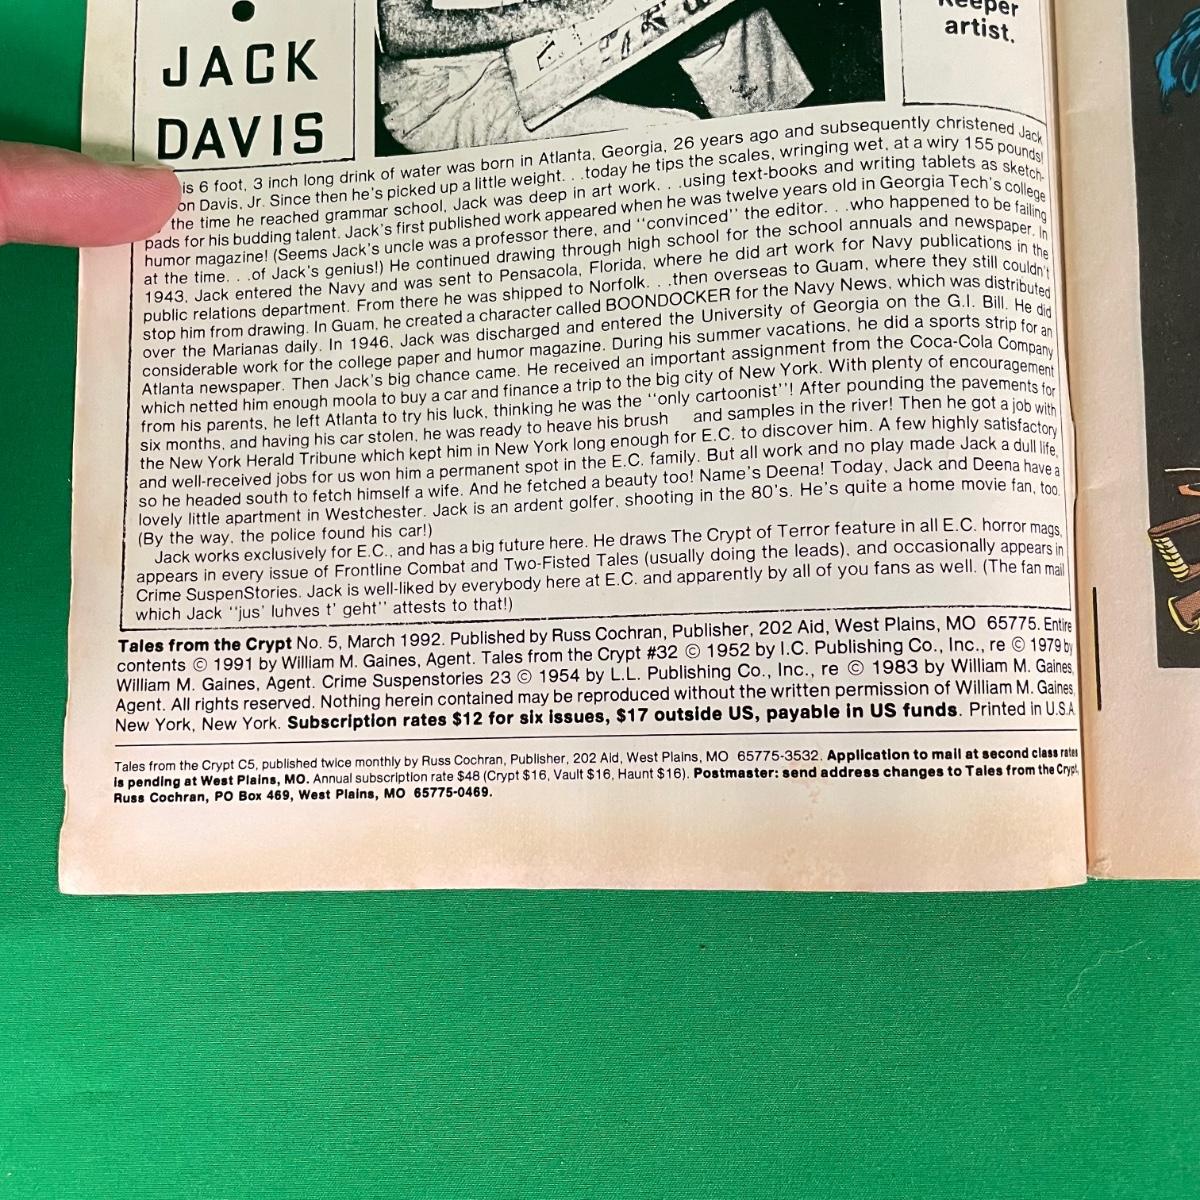 JACK
DAVIS
Keeper
artist.
is 6 foot, 3 inch long drink of water was born in Atlanta, Georgia, 26 years ago and subsequently christened Jack
on Davis, Jr. Since then he's picked up a little weight. . .today he tips the scales, wringing wet, at a wiry 155 pounds!
the time he reached grammar school, Jack was deep in art work. . .using text-books and writing tablets as sketch-
pads for his budding talent. Jack's first published work appeared when he was twelve years old in Georgia Tech's college
humor magazine! (Seems Jack's uncle was a professor there, and "convinced" the editor. . .who happened to be failing
at the time. . .of Jack's genius!) He continued drawing through high school for the school annuals and newspaper. In
1943, Jack entered the Navy and was sent to Pensacola, Florida, where he did art work for Navy publications in the
public relations department. From there he was shipped to Norfolk. . .then overseas to Guam, where they still couldn't
stop him from drawing. In Guam, he created a character called BOONDOCKER for the Navy News, which was distributed
over the Marianas daily. In 1946, Jack was discharged and entered the University of Georgia on the G.I. Bill. He did
considerable work for the college paper and humor magazine. During his summer vacations, he did a sports strip for an
Atlanta newspaper. Then Jack's big chance came. He received an important assignment from the Coca-Cola Company
which netted him enough moola to buy a car and finance a trip to the big city of New York. With plenty of encouragement
from his parents, he left Atlanta to try his luck, thinking he was the "only cartoonist"! After pounding the pavements for
six months, and having his car stolen, he was ready to heave his brush and samples in the river! Then he got a job with
the New York Herald Tribune which kept him in New York long enough for E.C. to discover him. A few highly satisfactory
and well-received jobs for us won him a permanent spot in the E.C. family. But all work and no play made Jack a dull life,
so he headed south to fetch himself a wife. And he fetched a beauty too! Name's Deena! Today, Jack and Deena have a
lovely little apartment in Westchester. Jack is an ardent golfer, shooting in the 80's. He's quite a home movie fan, too.
(By the way, the police found his car!)
Jack works exclusively for E.C., and has a big future here. He draws The Crypt of Terror feature in all E.C. horror mags,
appears in every issue of Frontline Combat and Two-Fisted Tales (usually doing the leads), and occasionally appears in
Crime SuspenStories. Jack is well-liked by everybody here at E.C. and apparently by all of you fans as well. (The fan mail
which Jack "jus' luhves t' geht" attests to that!)
Tales from the Crypt No. 5, March 1992. Published by Russ Cochran, Publisher, 202 Aid, West Plains, MO 65775. Entire
contents © 1991 by William M. Gaines, Agent. Tales from the Crypt #32 © 1952 by I.C. Publishing Co., Inc., re © 1979 by
William M. Gaines, Agent. Crime Suspenstories 23 © 1954 by L.L. Publishing Co., Inc., re © 1983 by William M. Gaines,
Agent. All rights reserved. Nothing herein contained may be reproduced without the written permission of William M. Gaines,
New York, New York. Subscription rates $12 for six issues, $17 outside US, payable in US funds. Printed in U.S.A.
Tales from the Crypt C5, published twice monthly by Russ Cochran, Publisher, 202 Aid, West Plains, MO 65775-3532. Application to mail at second class rates
is pending at West Plains, MO. Annual subscription rate $48 (Crypt $16, Vault $16, Haunt $16). Postmaster: send address changes to Tales from the Crypt,
Russ Cochran, PO Box 469, West Plains, MO 65775-0469.